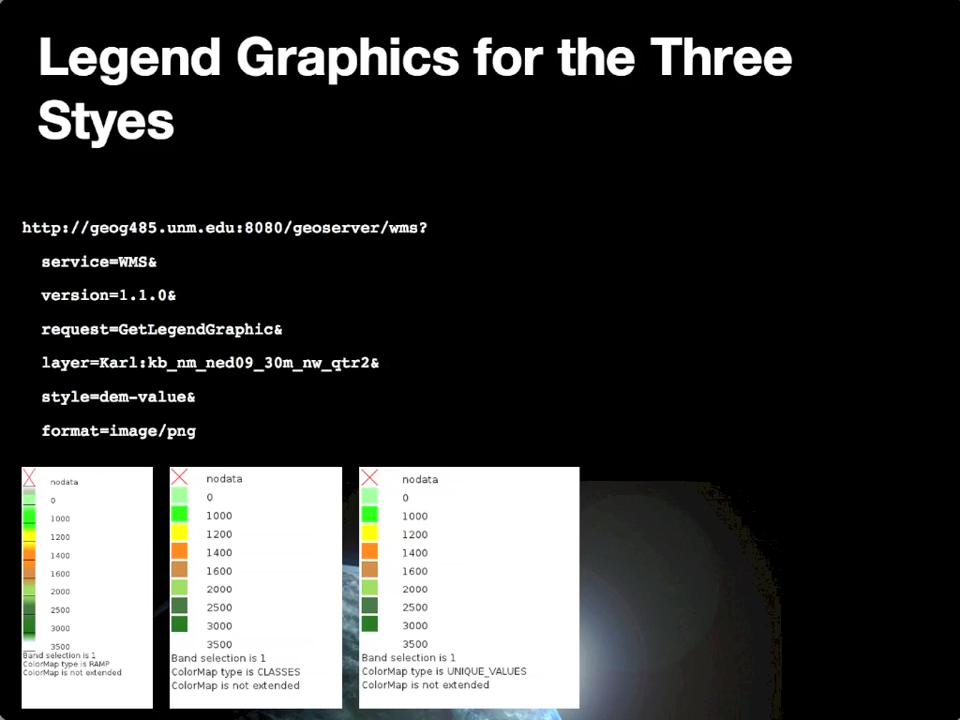 Legend Graphics for the Three
Styes
http://geog485.unm.edu:8080/geoserver/wms?
service=WMS&
version=1.1.0&
request=GetLegendGraphic&
layer=Karl:kb_nm_ned09_30m_nw_qtr2&
style=dem-value&
format=image/png
nodata
0
1000
1200
1400
1600
2000
2500
3000
3500
Band selection is 1
ColorMap type is RAMP
ColorMap is not extended
nodata
0
1000
1200
1400
1600
2000
2500
3000
3500
Band selection is 1
ColorMap type is CLASSES
ColorMap is not extended
nodata
0
1000
1200
1400
1600
2000
2500
3000
3500
Band selection is 1
ColorMap type is UNIQUE_VALUES
ColorMap is not extended